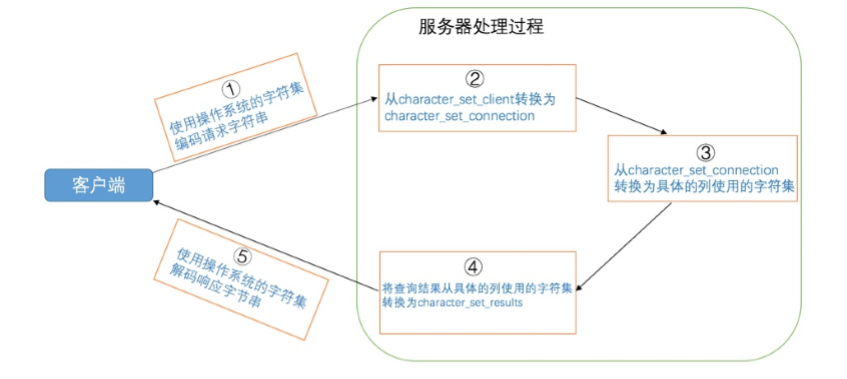 服务器处理过程
①
使用操作系统的字符集
编码请求字符串
②
从character_set_client转换为
character_set_connection
③
从character_set_connection
转换为具体的列使用的字符集
客户端
④
将查询结果从具体的列使用的字符集
转换为character_set_results
⑤
使用操作系统的字符集
解码响应字节串